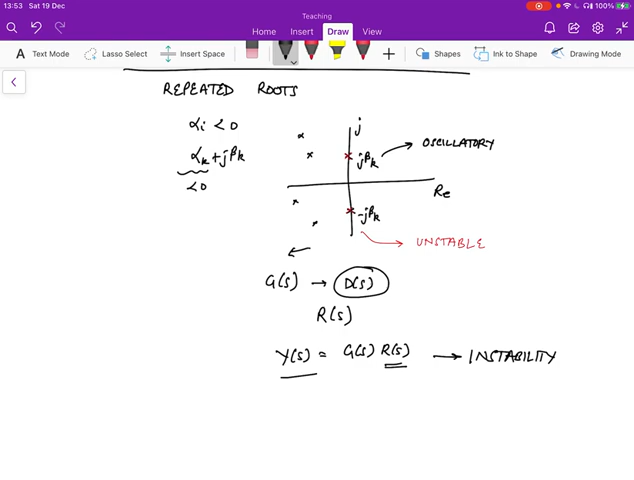 13:53 Sat 19 Dec
100%
Teaching
Home Insert Draw View
A Text Mode Lasso Select Insert Space Shapes Ink to Shape Drawing Mode
REPEATED ROOTS
αi < 0
j
αk + jβk
jβk
OSCILLATORY
< 0
Re
-jβk
UNSTABLE
G(s) → D(s)
R(s)
Y(s) = G(s) R(s) → INSTABILITY